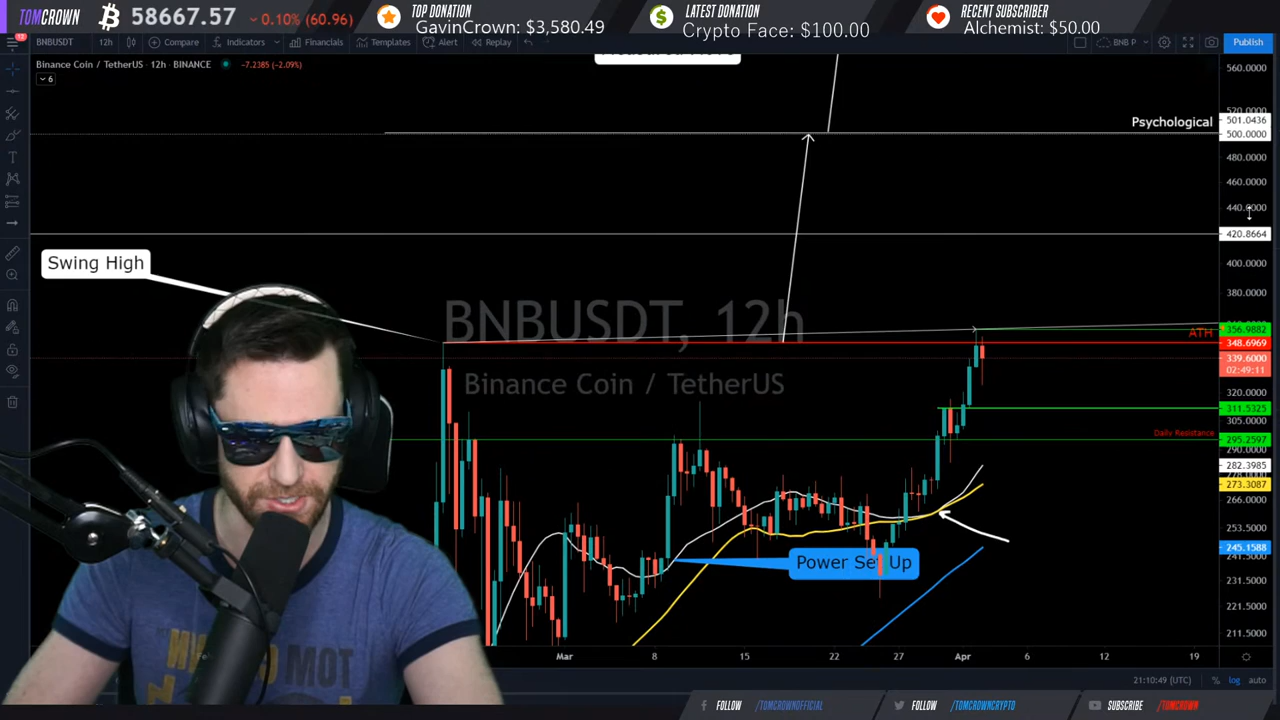 TOMCROWN 58667.57 0.10% (60.96)
TOP DONATION
GavinCrown: $3,580.49
LATEST DONATION
Crypto Face: $100.00
RECENT SUBSCRIBER
Alchemist: $50.00
BNBUSDT 12h Compare Indicators Financials Templates Alert Replay BNB P Publish
Binance Coin / TetherUS · 12h · BINANCE −7.2385 (−2.09%)
6
560.0000
520.0000
Psychological 501.0436
500.0000
480.0000
460.0000
440.0000
420.8664
Swing High
400.0000
380.0000
BNBUSDT, 12h
356.9882
ATH
348.6969
339.6000
02:49:11
Binance Coin / TetherUS
320.0000
311.5325
305.0000
Daily Resistance
295.2597
290.0000
282.3985
273.3087
266.0000
253.5000
245.1588
241.5000
Power Set Up
231.5000
221.5000
211.5000
Mar 8 15 22 27 Apr 6 12 19
21:10:49 (UTC) % log auto
FOLLOW /TOMCROWNOFFICIAL FOLLOW /TOMCROWNCRYPTO SUBSCRIBE /TOMCROWN